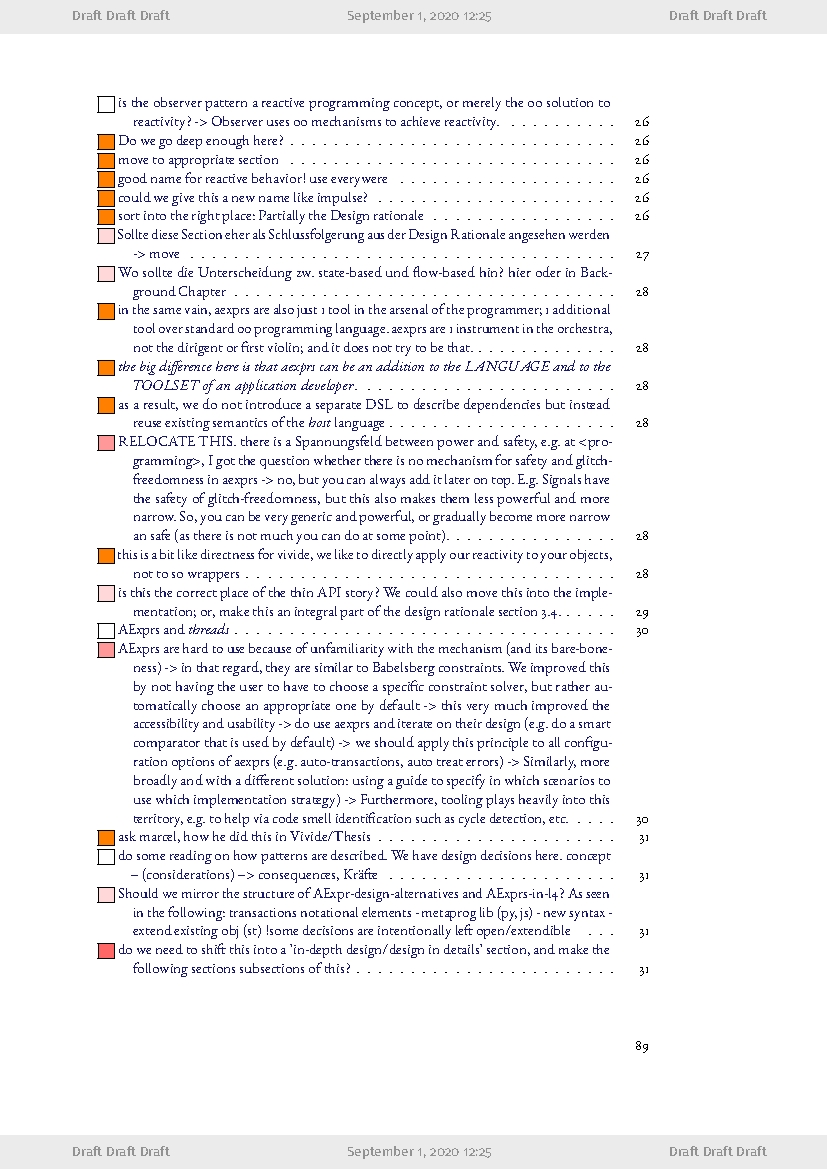 Draft Draft Draft September 1, 2020 12:25 Draft Draft Draft
is the observer pattern a reactive programming concept, or merely the oo solution to
reactivity? -> Observer uses oo mechanisms to achieve reactivity. . . . . . . . . . . 26
Do we go deep enough here? . . . . . . . . . . . . . . . . . . . . . . . . . . . . . . . . . . . . 26
move to appropriate section . . . . . . . . . . . . . . . . . . . . . . . . . . . . . . . . . . . . 26
good name for reactive behavior! use everywere . . . . . . . . . . . . . . . . . . . . . . . . 26
could we give this a new name like impulse? . . . . . . . . . . . . . . . . . . . . . . . . . . 26
sort into the right place: Partially the Design rationale . . . . . . . . . . . . . . . . . . . . 26
Sollte diese Section eher als Schlussfolgerung aus der Design Rationale angesehen werden
-> move . . . . . . . . . . . . . . . . . . . . . . . . . . . . . . . . . . . . . . . . . . . . . . . 27
Wo sollte die Unterscheidung zw. state-based und flow-based hin? hier oder in Back-
ground Chapter . . . . . . . . . . . . . . . . . . . . . . . . . . . . . . . . . . . . . . . . . . 28
in the same vain, aexprs are also just 1 tool in the arsenal of the programmer; 1 additional
tool over standard oo programming language. aexprs are 1 instrument in the orchestra,
not the dirigent or first violin; and it does not try to be that. . . . . . . . . . . . . . . . 28
the big difference here is that aexprs can be an addition to the LANGUAGE and to the
TOOLSET of an application developer. . . . . . . . . . . . . . . . . . . . . . . . . . . . . 28
as a result, we do not introduce a separate DSL to describe dependencies but instead
reuse existing semantics of the host language . . . . . . . . . . . . . . . . . . . . . . . . . 28
RELOCATE THIS. there is a Spannungsfeld between power and safety, e.g. at <pro-
gramming>, I got the question whether there is no mechanism for safety and glitch-
freedomness in aexprs -> no, but you can always add it later on top. E.g. Signals have
the safety of glitch-freedomness, but this also makes them less powerful and more
narrow. So, you can be very generic and powerful, or gradually become more narrow
an safe (as there is not much you can do at some point). . . . . . . . . . . . . . . . . . . 28
this is a bit like directness for vivide, we like to directly apply our reactivity to your objects,
not to so wrappers . . . . . . . . . . . . . . . . . . . . . . . . . . . . . . . . . . . . . . . . . 28
is this the correct place of the thin API story? We could also move this into the imple-
mentation; or, make this an integral part of the design rationale section 3.4. . . . . . 29
AExprs and threads . . . . . . . . . . . . . . . . . . . . . . . . . . . . . . . . . . . . . . . . . . 30
AExprs are hard to use because of unfamiliarity with the mechanism (and its bare-bone-
ness) -> in that regard, they are similar to Babelsberg constraints. We improved this
by not having the user to have to choose a specific constraint solver, but rather au-
tomatically choose an appropriate one by default -> this very much improved the
accessibility and usability -> do use aexprs and iterate on their design (e.g. do a smart
comparator that is used by default) -> we should apply this principle to all configu-
ration options of aexprs (e.g. auto-transactions, auto treat errors) -> Similarly, more
broadly and with a different solution: using a guide to specify in which scenarios to
use which implementation strategy) -> Furthermore, tooling plays heavily into this
territory, e.g. to help via code smell identification such as cycle detection, etc. . . . . 30
ask marcel, how he did this in Vivide/Thesis . . . . . . . . . . . . . . . . . . . . . . . . . . 31
do some reading on how patterns are described. We have design decisions here. concept
– (considerations) –> consequences, Kräfte . . . . . . . . . . . . . . . . . . . . . . . . . 31
Should we mirror the structure of AExpr-design-alternatives and AExprs-in-l4? As seen
in the following: transactions notational elements - metaprog lib (py, js) - new syntax -
extend existing obj (st) !some decisions are intentionally left open/extendible . . . 31
do we need to shift this into a 'in-depth design/design in details' section, and make the
following sections subsections of this? . . . . . . . . . . . . . . . . . . . . . . . . . . . . . 31
89
Draft Draft Draft September 1, 2020 12:25 Draft Draft Draft